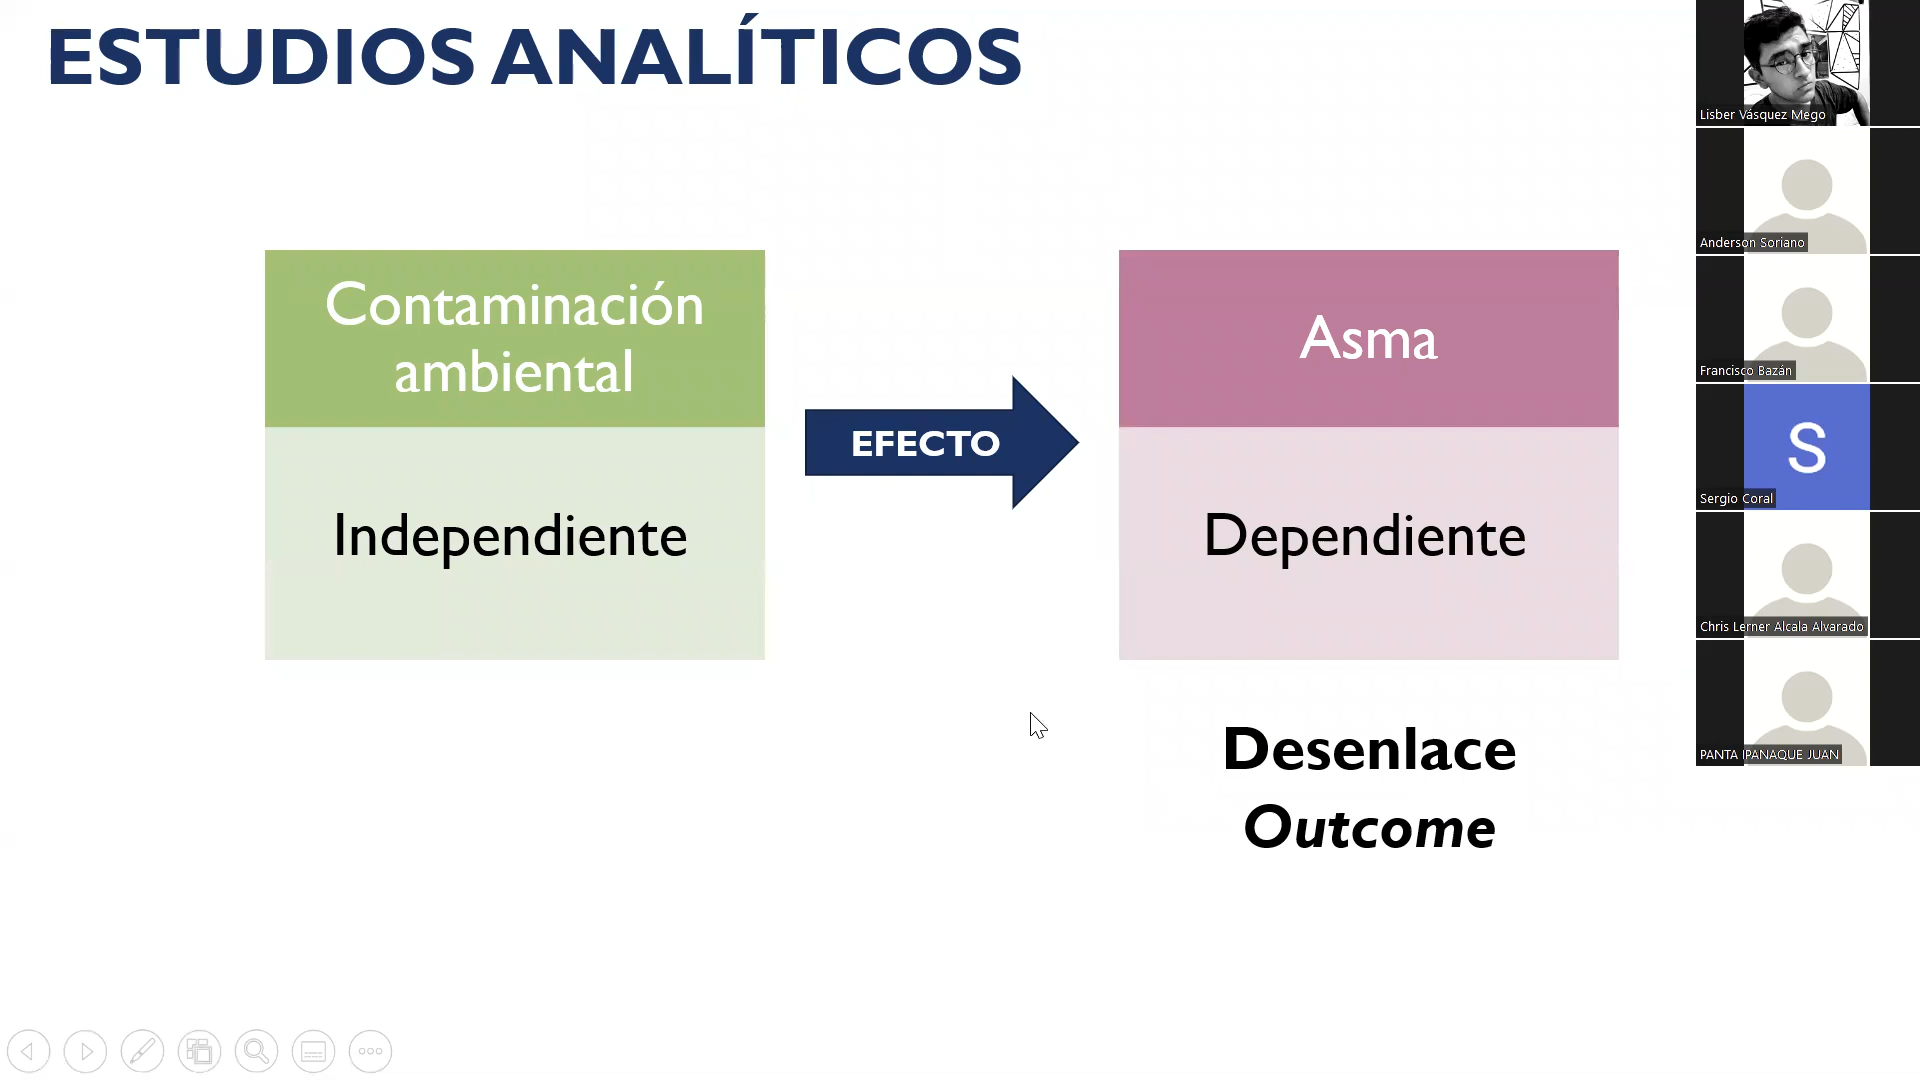 ESTUDIOS ANALÍTICOS
Contaminación
ambiental
Independiente
EFECTO
Asma
Dependiente
Desenlace
Outcome
Lisber Vásquez Mego
Anderson Soriano
Francisco Bazán
S
Sergio Coral
Chris Lerner Alcala Alvarado
PANTA IPANAQUE JUAN